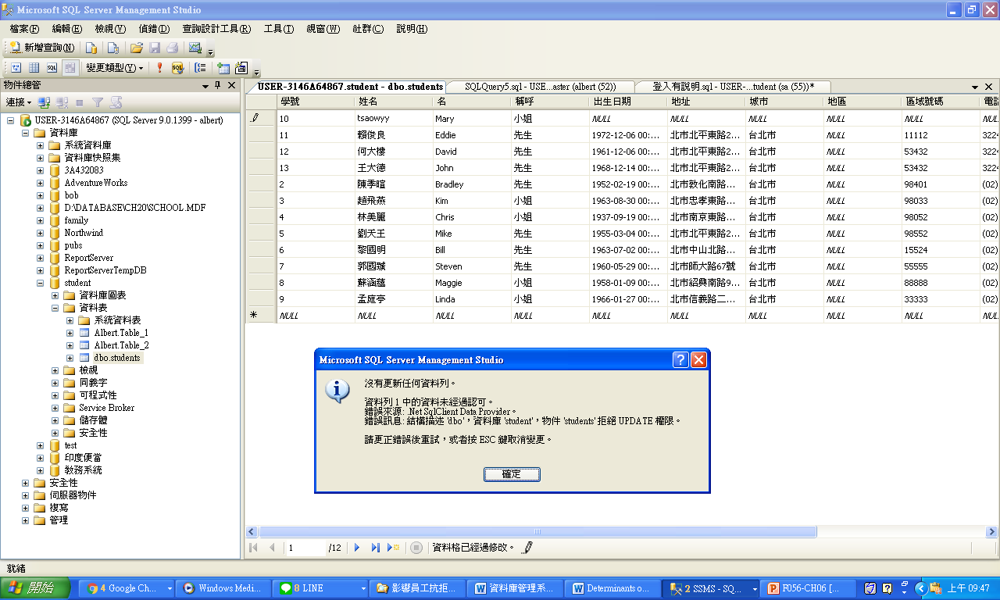 Microsoft SQL Server Management Studio
檔案(F) 編輯(E) 檢視(V) 偵錯(D) 查詢設計工具(R) 工具(T) 視窗(W) 社群(C) 說明(H)
新增查詢(N)
變更類型(Y)
物件總管
連接
USER-3146A64867 (SQL Server 9.0.1399 - albert)
資料庫
系統資料庫
資料庫快照集
3A432083
AdventureWorks
bob
D:\DATABASE\CH20\SCHOOL.MDF
family
Northwind
pubs
ReportServer
ReportServerTempDB
student
資料庫圖表
資料表
系統資料表
Albert.Table_1
Albert.Table_2
dbo.students
檢視
同義字
可程式性
Service Broker
儲存體
安全性
test
印度便當
教務系統
安全性
伺服器物件
複寫
管理
USER-3146A64867.student - dbo.students SQLQuery5.sql - USE...aster (albert (52)) 登入有說明.sql - USER-...tudent (sa (55))*
學號 姓名 名 稱呼 出生日期 地址 城市 地區 區域號碼 電話
10 tsaowyy Mary 小姐 NULL NULL NULL NULL NULL NULL
11 賴俊良 Eddie 先生 1972-12-06 00:... 北市北平東路2... 台北市 NULL 11112 3224
12 何大樓 David 先生 1961-12-06 00:... 北市北平東路2... 台北市 NULL 53432 3224
13 王大德 John 先生 1968-12-14 00:... 北市北平東路2... 台北市 NULL 53432 3224
2 陳季暄 Bradley 先生 1952-02-19 00:... 北市敦化南路... 台北市 NULL 98401 (02)
3 趙飛燕 Kim 小姐 1963-08-30 00:... 北市忠孝東路... 台北市 NULL 98033 (02)
4 林美麗 Chris 小姐 1937-09-19 00:... 北市南京東路... 台北市 NULL 98052 (02)
5 劉天王 Mike 先生 1955-03-04 00:... 北市北平東路2... 台北市 NULL 98552 (02)
6 黎國明 Bill 先生 1963-07-02 00:... 北市中山北路... 台北市 NULL 15524 (02)
7 郭國臹 Steven 先生 1960-05-29 00:... 北市師大路67號 台北市 NULL 55555 (02)
8 蘇涵蘊 Maggie 小姐 1958-01-09 00:... 北市紹興南路9... 台北市 NULL 88888 (02)
9 孟庭亭 Linda 小姐 1966-01-27 00:... 北市信義路二... 台北市 NULL 33333 (02)
NULL NULL NULL NULL NULL NULL NULL NULL NULL NULL
Microsoft SQL Server Management Studio
沒有更新任何資料列。
資料列 1 中的資料未經過認可。
錯誤來源: .Net SqlClient Data Provider。
錯誤訊息: 結構描述 'dbo'，資料庫 'student'，物件 'students' 拒絕 UPDATE 權限。
請更正錯誤後重試，或者按 ESC 鍵取消變更。
確定
1 /12 資料格已經過修改。
就緒
開始 4 Google Ch... Windows Medi... 8 LINE 影響員工抗拒... 資料庫管理系... Determinants o... 2 SSMS - SQ... F056-CH06 [... 上午 09:47